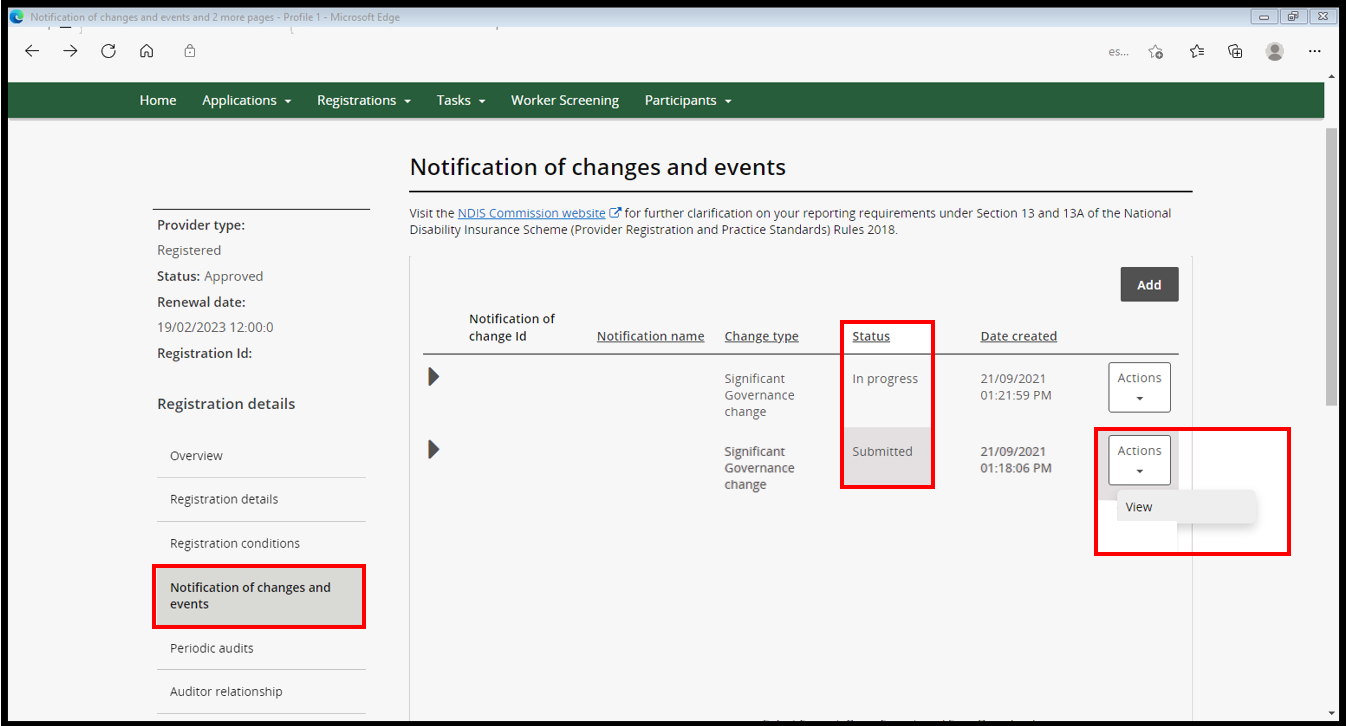 Notification of changes and events and 2 more pages - Profile 1 - Microsoft Edge
es...
Home Applications Registrations Tasks Worker Screening Participants
Notification of changes and events
Visit the NDIS Commission website for further clarification on your reporting requirements under Section 13 and 13A of the National
Disability Insurance Scheme (Provider Registration and Practice Standards) Rules 2018.
Provider type:
Registered
Status: Approved
Renewal date:
19/02/2023 12:00:0
Registration Id:
Registration details
Overview
Registration details
Registration conditions
Notification of changes and
events
Periodic audits
Auditor relationship
Add
Notification of
change Id
Notification name
Change type
Status
Date created
Significant
Governance
change
In progress
21/09/2021
01:21:59 PM
Actions
Significant
Governance
change
Submitted
21/09/2021
01:18:06 PM
Actions
View